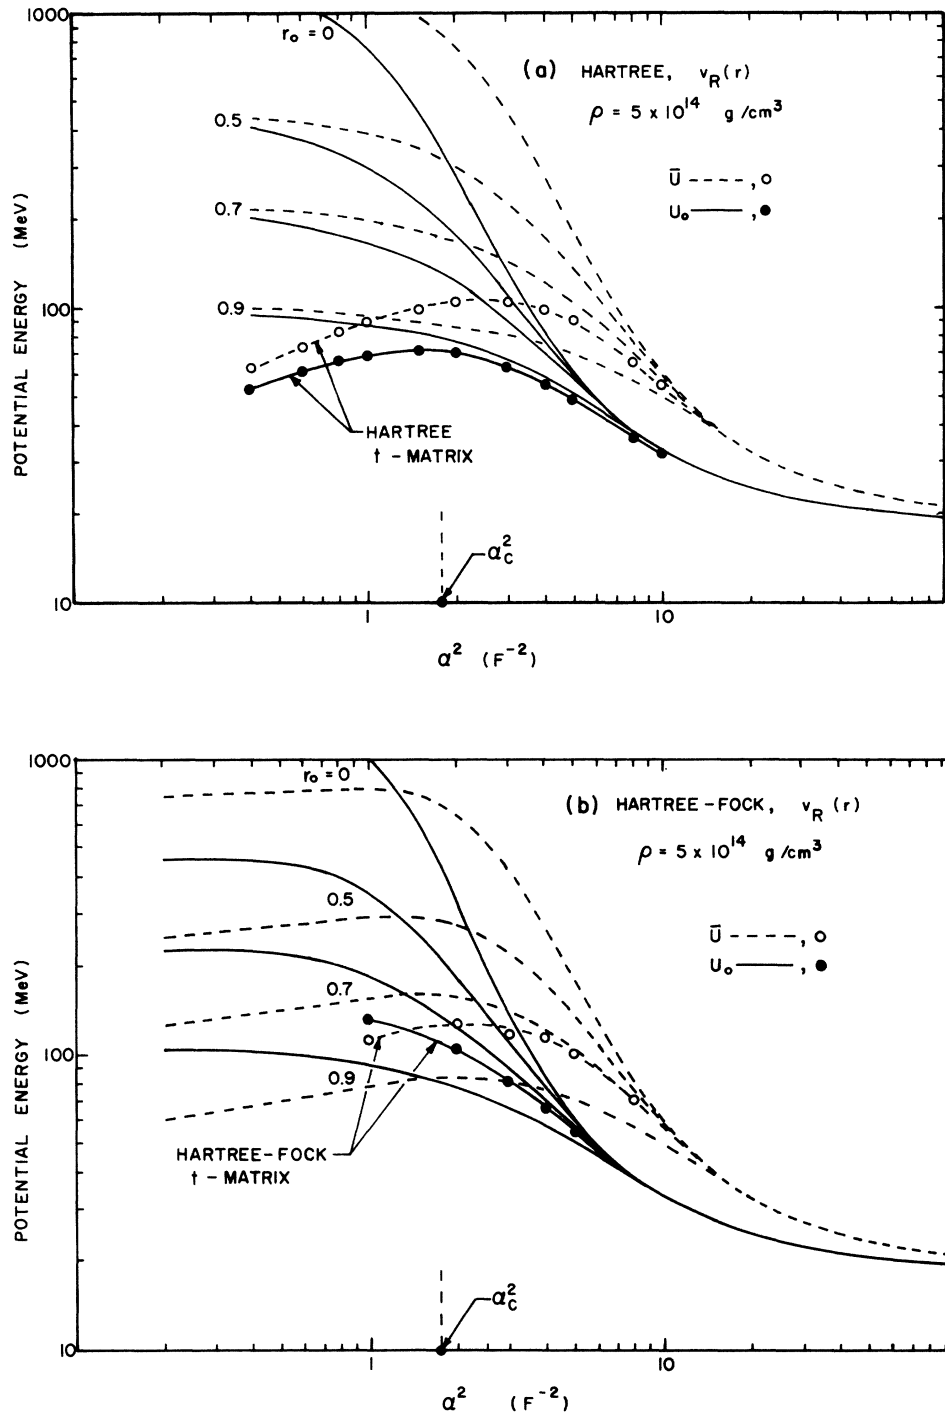 1000
r₀ = 0
(a) HARTREE, v_R(r)
ρ = 5 x 10¹⁴ g/cm³
0.5
Ū -----, ○
U₀ ———, ●
0.7
100
0.9
HARTREE
t - MATRIX
α²_C
10
1
10
α² (F⁻²)
POTENTIAL ENERGY (MeV)
1000
r₀ = 0
(b) HARTREE-FOCK, v_R (r)
ρ = 5 x 10¹⁴ g/cm³
0.5
Ū -----, ○
U₀ ———, ●
0.7
100
0.9
HARTREE-FOCK
t - MATRIX
α²_C
10
1
10
α² (F⁻²)
POTENTIAL ENERGY (MeV)